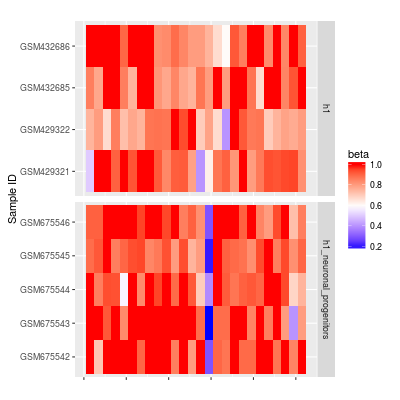 Sample ID
GSM432686
GSM432685
GSM429322
GSM429321
h1
GSM675546
GSM675545
GSM675544
GSM675543
GSM675542
h1_neuronal_progenitors
beta
1.0
0.8
0.6
0.4
0.2